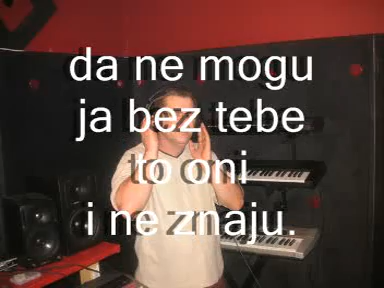 da ne mogu
ja bez tebe
to oni
i ne znaju.